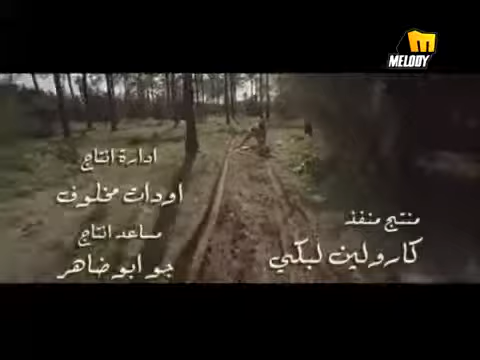 MELODY
ادارة انتاج
اودات مخلوف
مساعد انتاج
جو ابو ضاهر
منتج منفذ
كارولين لبكي